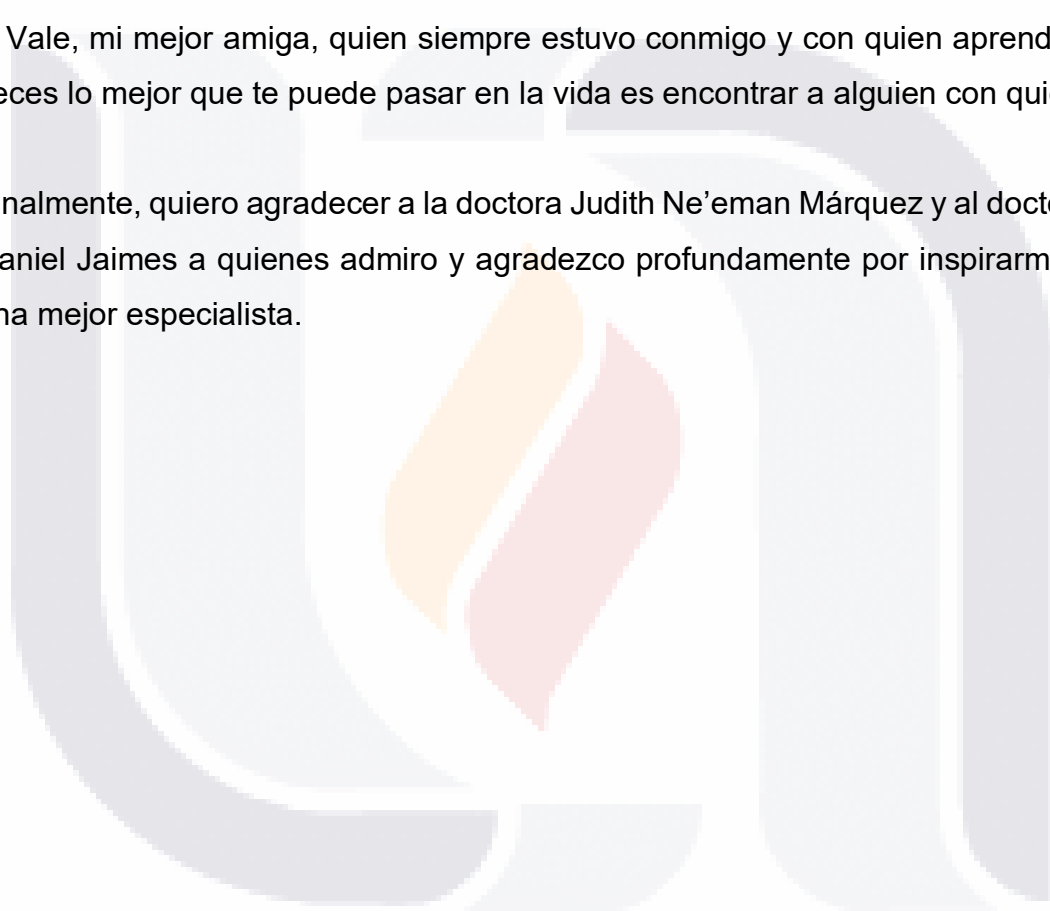 Vale, mi mejor amiga, quien siempre estuvo conmigo y con quien aprend
eces lo mejor que te puede pasar en la vida es encontrar a alguien con qui
nalmente, quiero agradecer a la doctora Judith Ne’eman Márquez y al doct
aniel Jaimes a quienes admiro y agradezco profundamente por inspirarm
na mejor especialista.